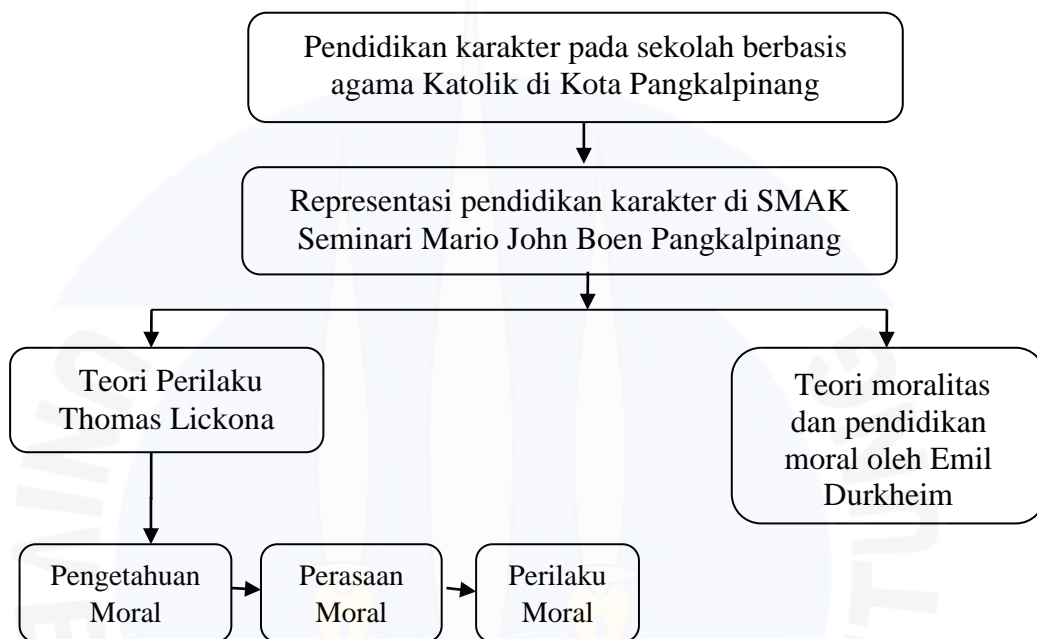 Pendidikan karakter pada sekolah berbasis
agama Katolik di Kota Pangkalpinang
Representasi pendidikan karakter di SMAK
Seminari Mario John Boen Pangkalpinang
Teori Perilaku
Thomas Lickona
Teori moralitas
dan pendidikan
moral oleh Emil
Durkheim
Pengetahuan
Moral
Perasaan
Moral
Perilaku
Moral